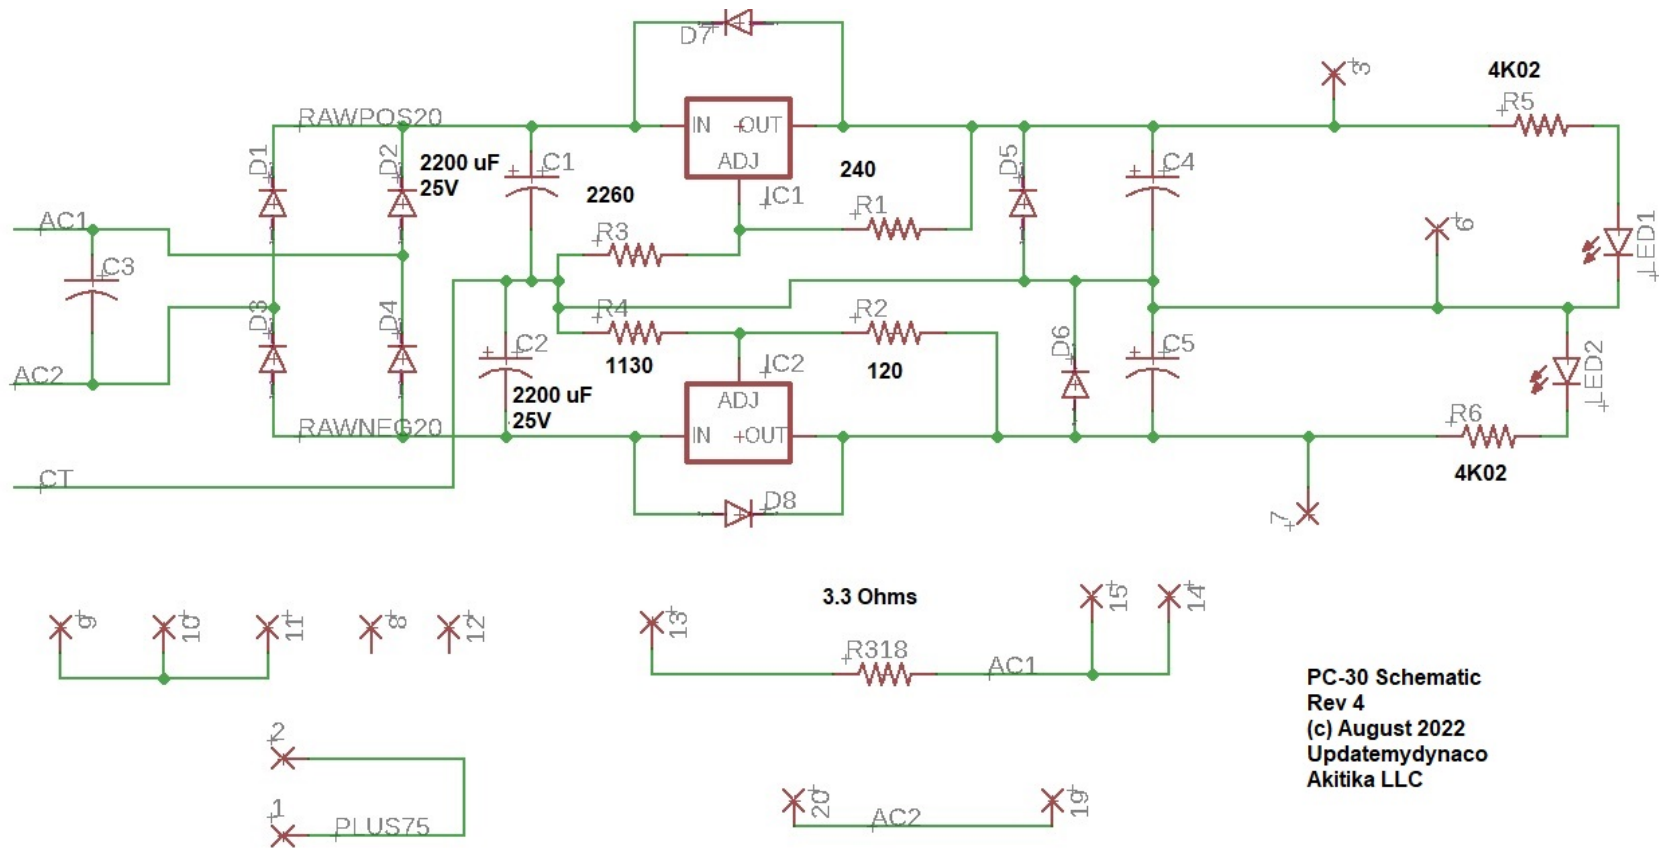 D7
3
4K02
R5
RAWPOS20
IN
OUT
ADJ
D1
D2
2200 uF
25V
C1
2260
IC1
240
R1
D5
C4
AC1
R3
6
LED1
C3
D3
D4
R4
R2
C2
1130
IC2
120
D6
C5
LED2
AC2
2200 uF
25V
ADJ
IN
OUT
RAWNEG20
R6
4K02
CT
D8
7
9
10
11
8
12
13
3.3 Ohms
15
14
R318
AC1
PC-30 Schematic
Rev 4
(c) August 2022
Updatemydynaco
Akitika LLC
2
1
PLUS75
20
AC2
19